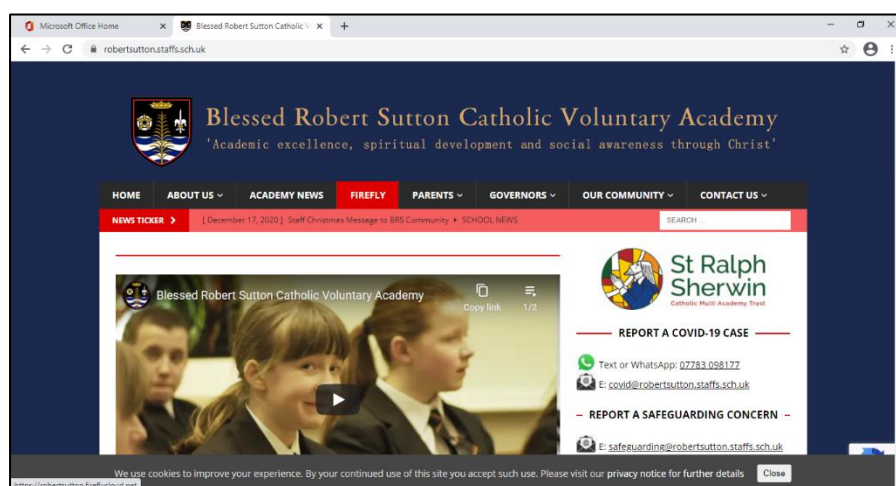 Microsoft Office Home
Blessed Robert Sutton Catholic V
robertsutton.staffs.sch.uk
Blessed Robert Sutton Catholic Voluntary Academy
'Academic excellence, spiritual development and social awareness through Christ'
HOME ABOUT US ACADEMY NEWS FIREFLY PARENTS GOVERNORS OUR COMMUNITY CONTACT US
NEWS TICKER [ December 17, 2020 ] Staff Christmas Message to BRS Community SCHOOL NEWS SEARCH ...
Blessed Robert Sutton Catholic Voluntary Academy
Copy link 1/2
St Ralph
Sherwin
Catholic Multi Academy Trust
REPORT A COVID-19 CASE
Text or WhatsApp: 07783 098177
E: covid@robertsutton.staffs.sch.uk
REPORT A SAFEGUARDING CONCERN
E: safeguarding@robertsutton.staffs.sch.uk
We use cookies to improve your experience. By your continued use of this site you accept such use. Please visit our privacy notice for further details Close
https://robertsutton.fireflycloud.net